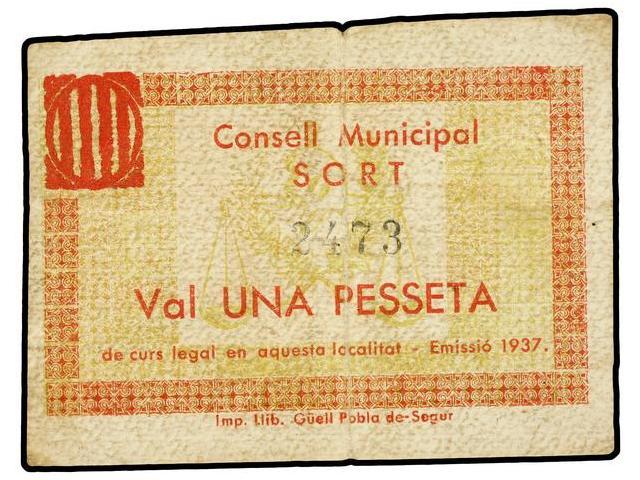 Consell Municipal
SORT
2473
Val UNA PESSETA
de curs legal en aquesta localitat - Emissió 1937.
Imp. Llib. Güell Pobla de-Segur